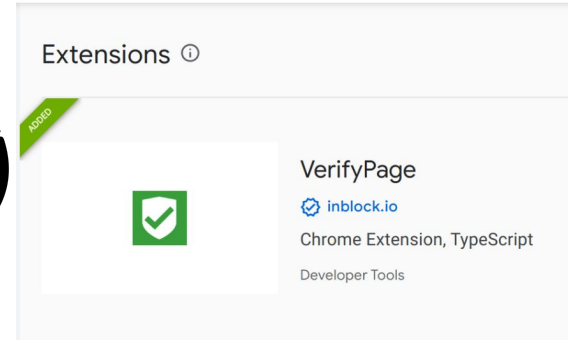 Extensions
ADDED
VerifyPage
inblock.io
Chrome Extension, TypeScript
Developer Tools